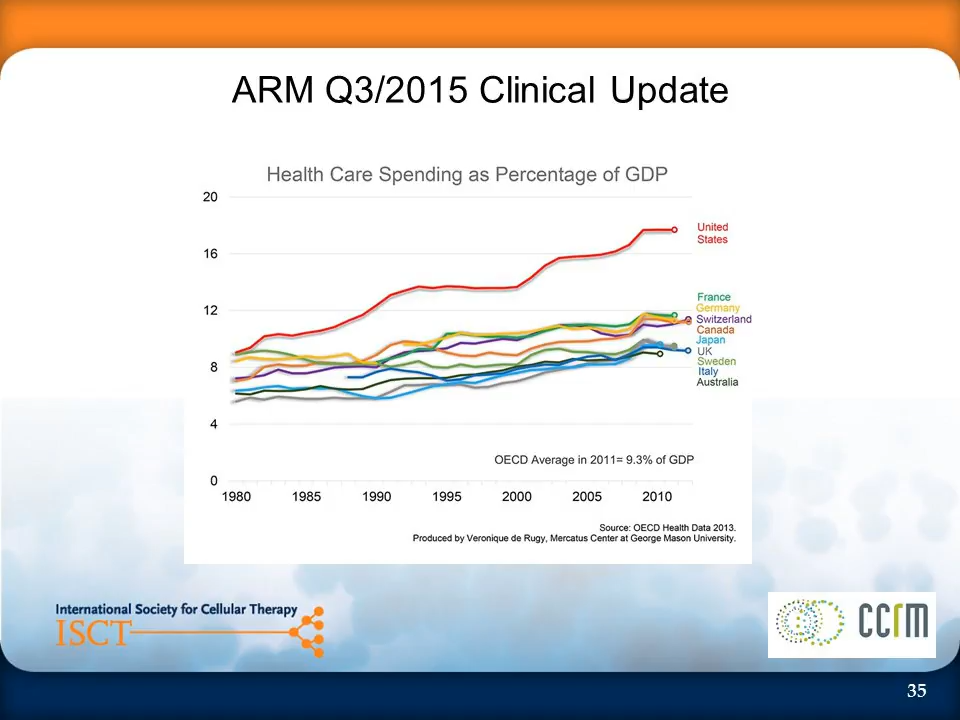 ARM Q3/2015 Clinical Update
Health Care Spending as Percentage of GDP
20
16
12
8
4
0
United
States
France
Germany
Switzerland
Canada
Japan
UK
Sweden
Italy
Australia
OECD Average in 2011= 9.3% of GDP
1980 1985 1990 1995 2000 2005 2010
Source: OECD Health Data 2013.
Produced by Veronique de Rugy, Mercatus Center at George Mason University.
International Society for Cellular Therapy
ISCT
ccrm
35